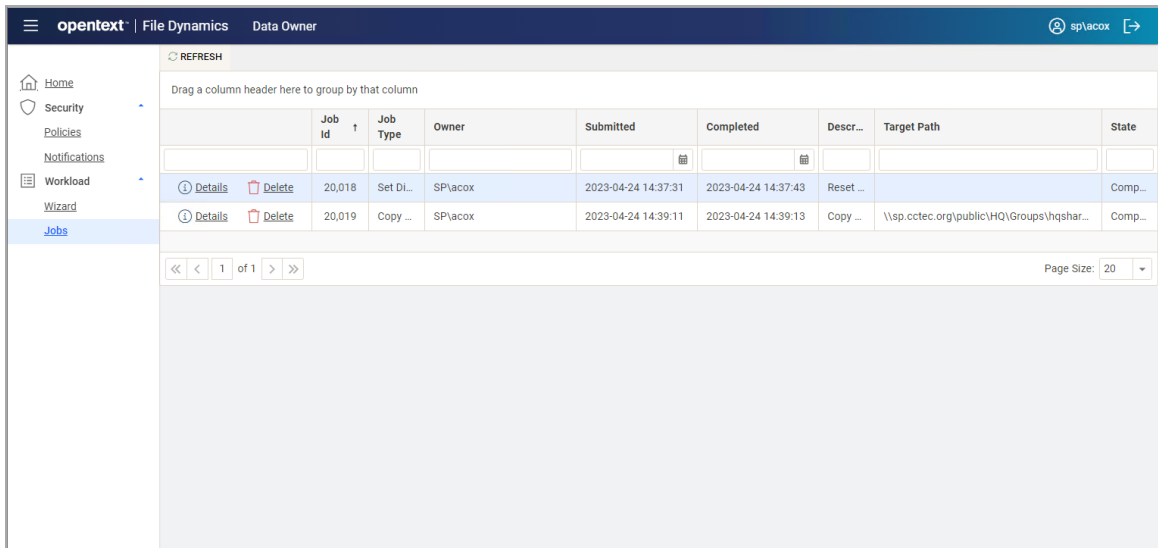 opentext™ | File Dynamics Data Owner sp\acox
REFRESH
Home
Security
Policies
Notifications
Workload
Wizard
Jobs
Drag a column header here to group by that column
Job Id ↑ Job Type Owner Submitted Completed Descr... Target Path State
Details Delete 20,018 Set Di... SP\acox 2023-04-24 14:37:31 2023-04-24 14:37:43 Reset ... Comp...
Details Delete 20,019 Copy ... SP\acox 2023-04-24 14:39:11 2023-04-24 14:39:13 Copy ... \\sp.cctec.org\public\HQ\Groups\hqshar... Comp...
1 of 1 Page Size: 20